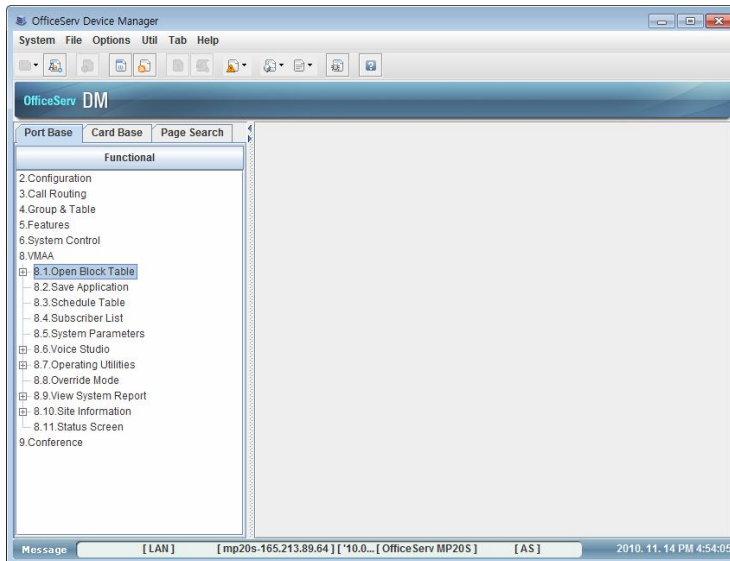 OfficeServ Device Manager
System File Options Util Tab Help
OfficeServ DM
Port Base Card Base Page Search
Functional
2.Configuration
3.Call Routing
4.Group & Table
5.Features
6.System Control
8.VMAA
8.1.Open Block Table
8.2.Save Application
8.3.Schedule Table
8.4.Subscriber List
8.5.System Parameters
8.6.Voice Studio
8.7.Operating Utilities
8.8.Override Mode
8.9.View System Report
8.10.Site Information
8.11.Status Screen
9.Conference
Message [ LAN ] [ mp20s-165.213.89.64 ] [ '10.0... [ OfficeServ MP20S ] [ AS ] 2010. 11. 14 PM 4:54:05